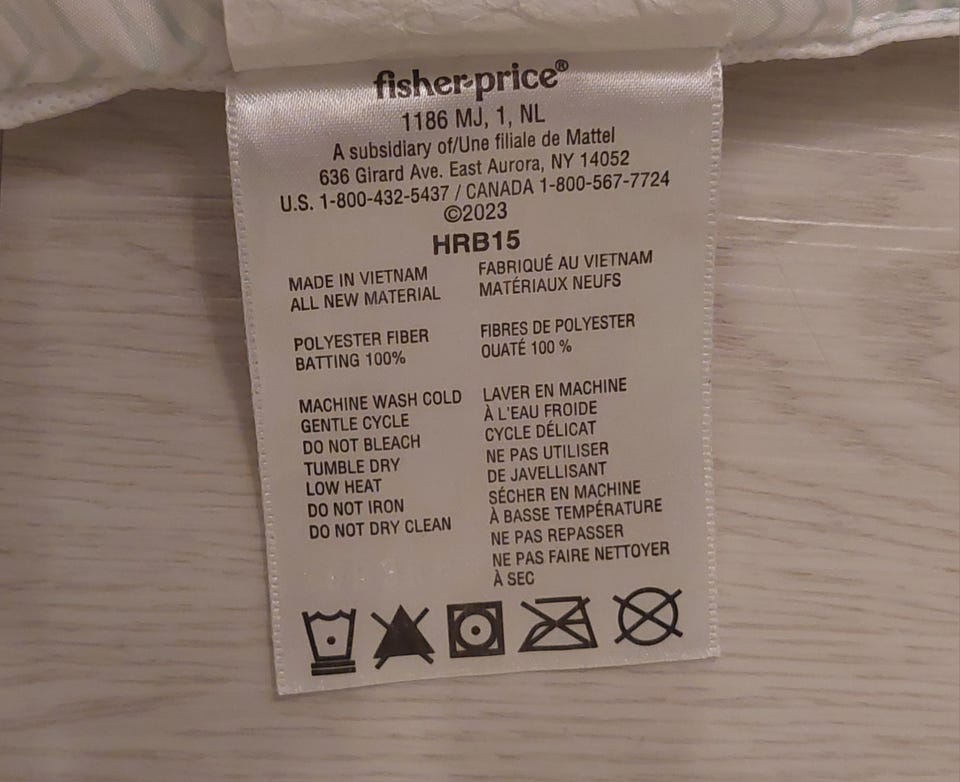 fisher-price®
1186 MJ, 1, NL
A subsidiary of/Une filiale de Mattel
636 Girard Ave. East Aurora, NY 14052
U.S. 1-800-432-5437 / CANADA 1-800-567-7724
©2023
HRB15
MADE IN VIETNAM
ALL NEW MATERIAL
POLYESTER FIBER
BATTING 100%
MACHINE WASH COLD
GENTLE CYCLE
DO NOT BLEACH
TUMBLE DRY
LOW HEAT
DO NOT IRON
DO NOT DRY CLEAN
FABRIQUÉ AU VIETNAM
MATÉRIAUX NEUFS
FIBRES DE POLYESTER
OUATÉ 100 %
LAVER EN MACHINE
À L'EAU FROIDE
CYCLE DÉLICAT
NE PAS UTILISER
DE JAVELLISANT
SÉCHER EN MACHINE
À BASSE TEMPÉRATURE
NE PAS REPASSER
NE PAS FAIRE NETTOYER
À SEC